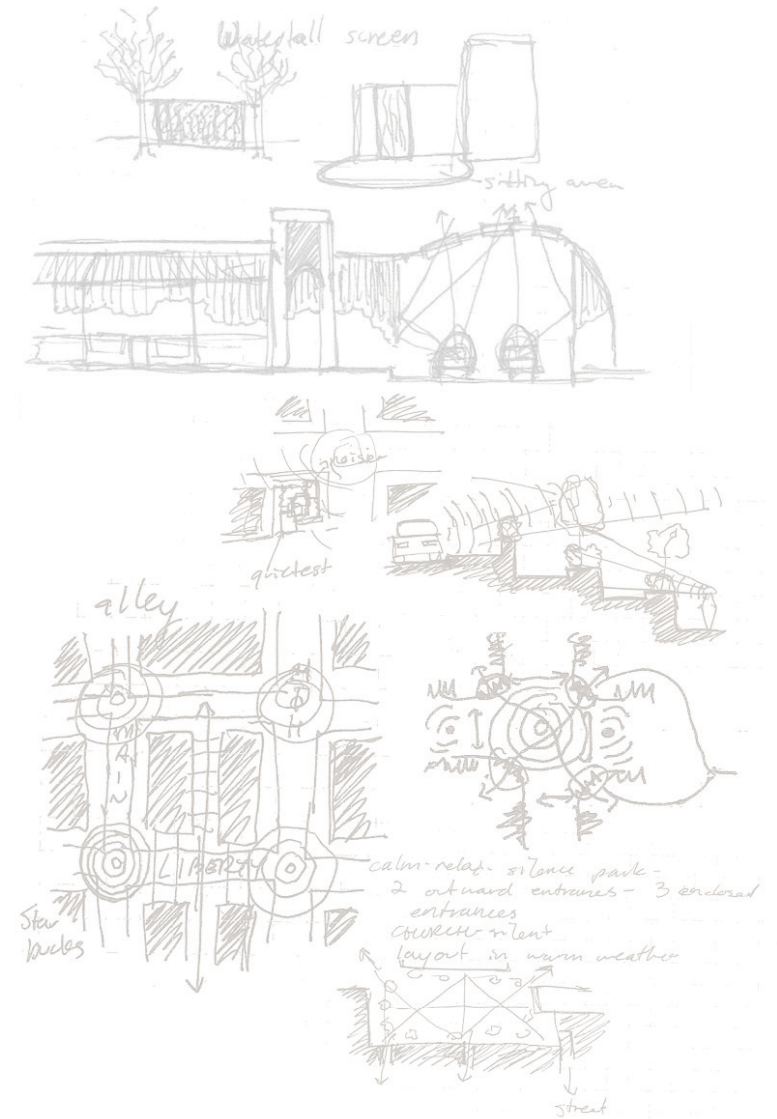 Waterfall screen
sitting area
noisier
quietest
alley
MAIN
LIBERTY
Star
bucks
calm-relax- silence park-
2 outward entrances- 3 enclosed
entrances
concrete-silent
layout in warm weather
street